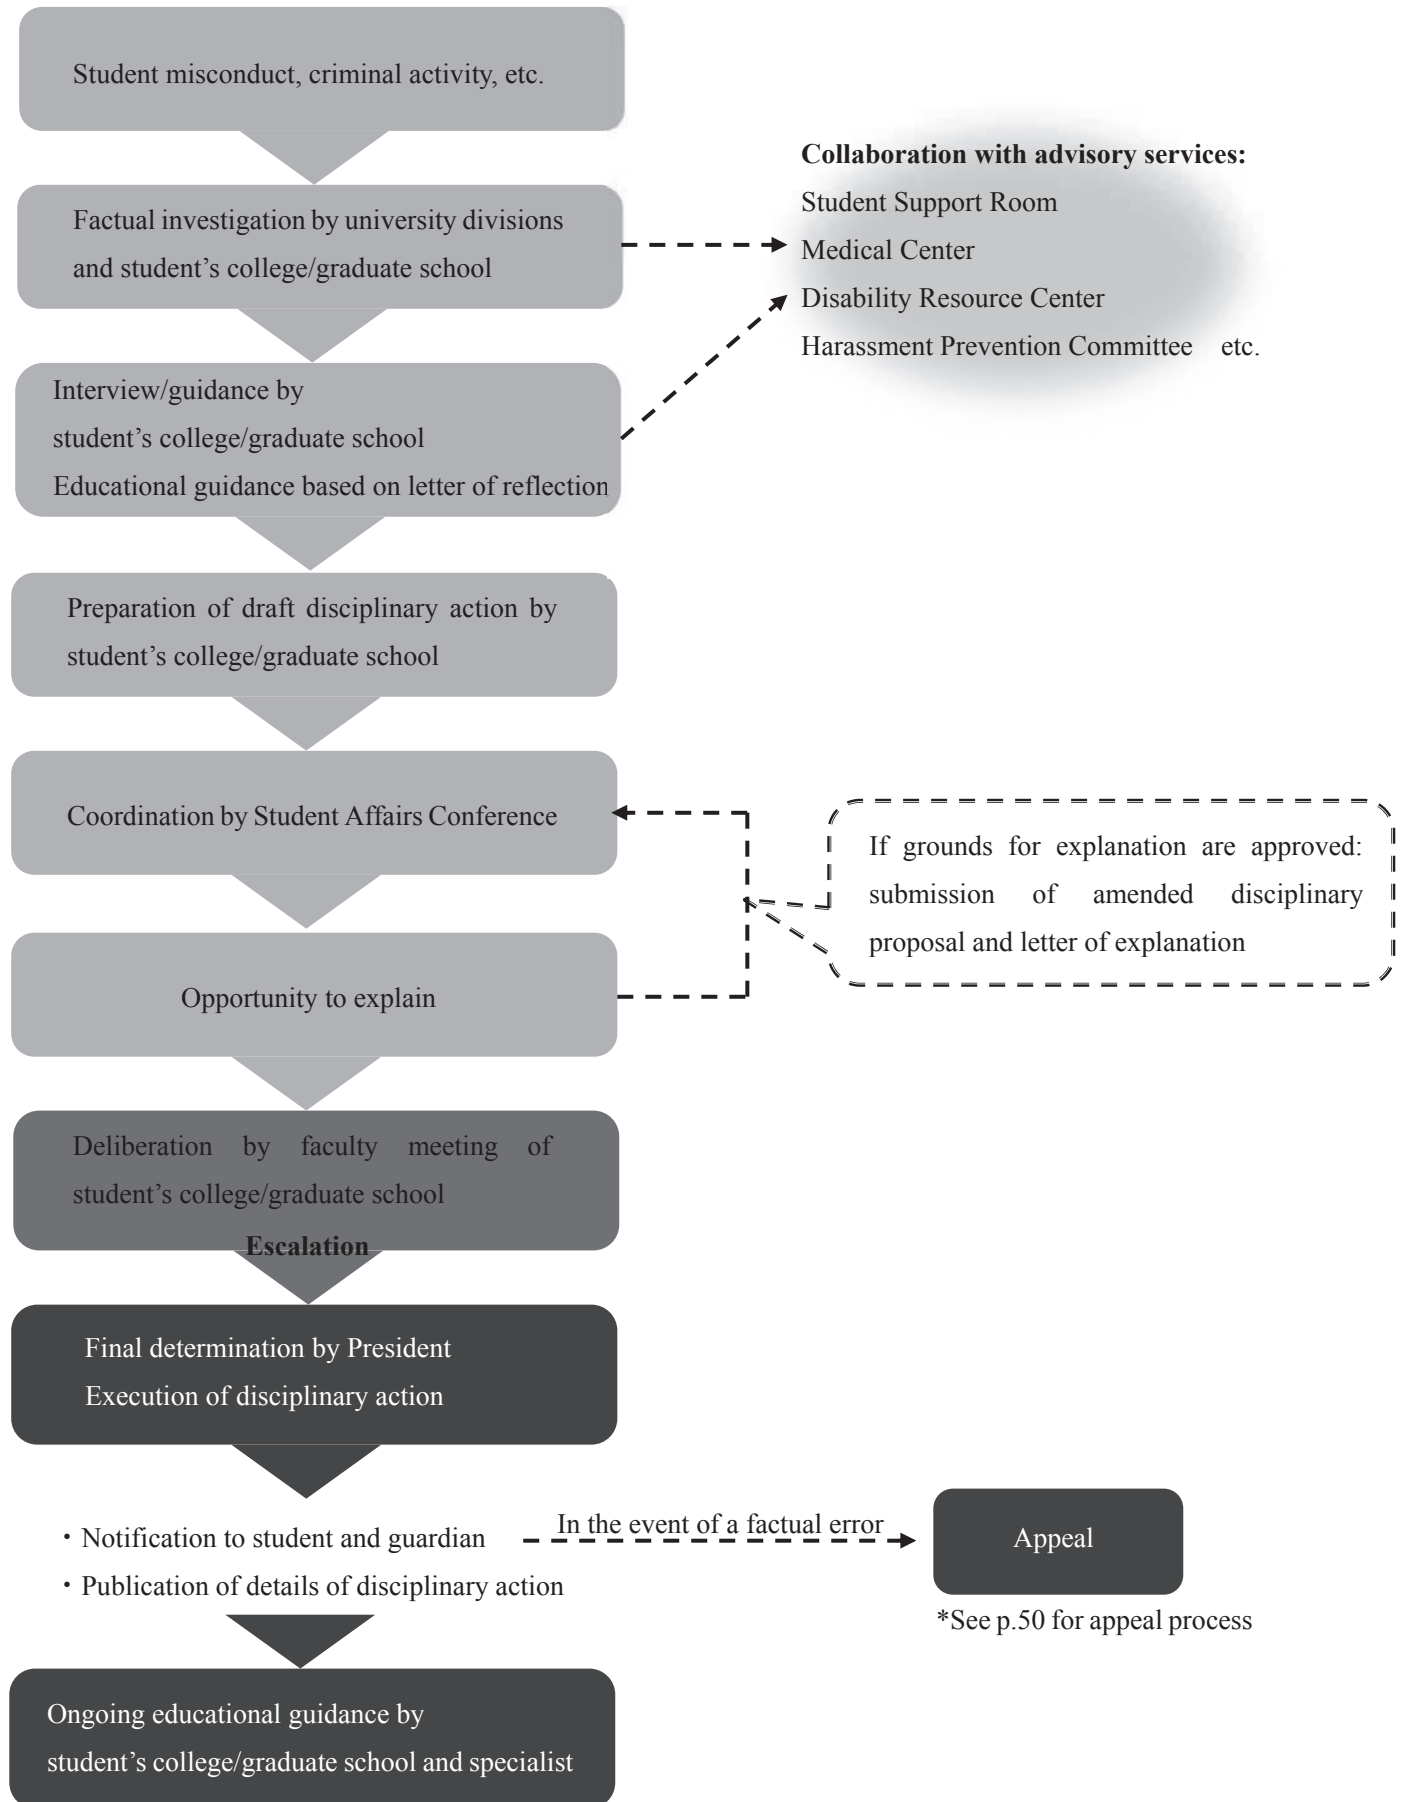 Student misconduct, criminal activity, etc.
Factual investigation by university divisions
and student’s college/graduate school
Collaboration with advisory services:
Student Support Room
Medical Center
Disability Resource Center
Harassment Prevention Committee etc.
Interview/guidance by
student’s college/graduate school
Educational guidance based on letter of reflection
Preparation of draft disciplinary action by
student’s college/graduate school
Coordination by Student Affairs Conference
If grounds for explanation are approved:
submission of amended disciplinary
proposal and letter of explanation
Opportunity to explain
Deliberation by faculty meeting of
student’s college/graduate school
Escalation
Final determination by President
Execution of disciplinary action
・Notification to student and guardian
・Publication of details of disciplinary action
In the event of a factual error
Appeal
*See p.50 for appeal process
Ongoing educational guidance by
student’s college/graduate school and specialist